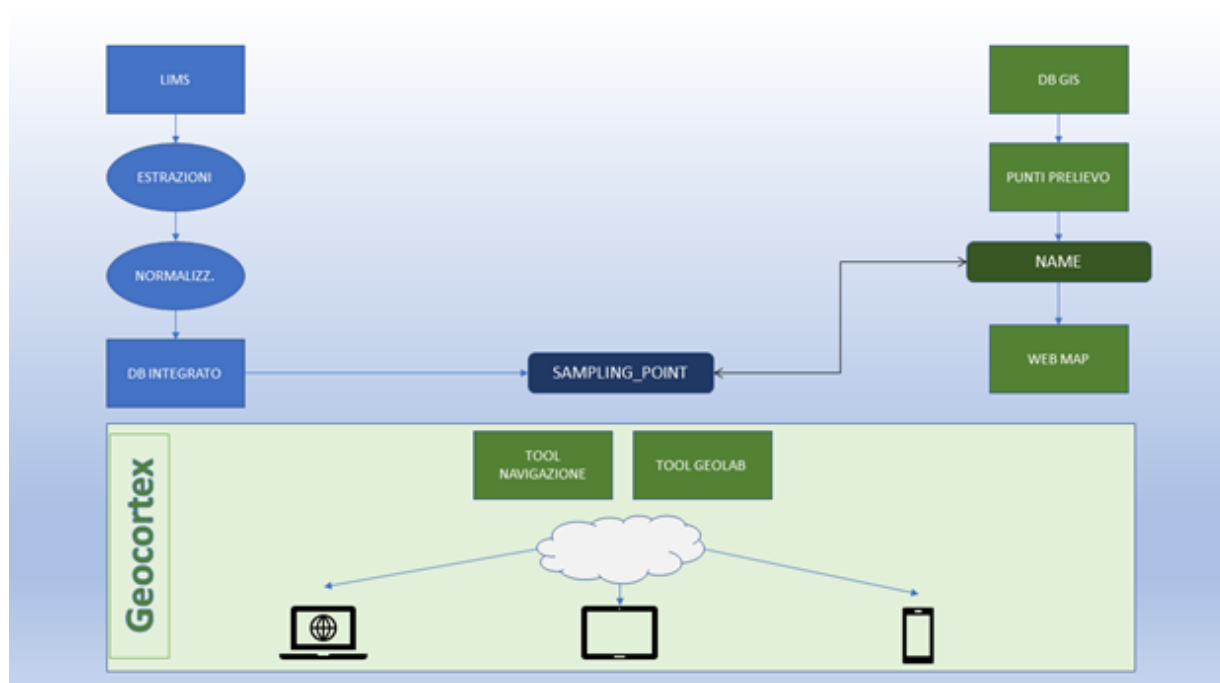 LIMS
DB GIS
ESTRAZIONI
PUNTI PRELIEVO
NORMALIZZ.
NAME
DB INTEGRATO
SAMPLING_POINT
WEB MAP
Geocortex
TOOL
NAVIGAZIONE
TOOL GEOLAB